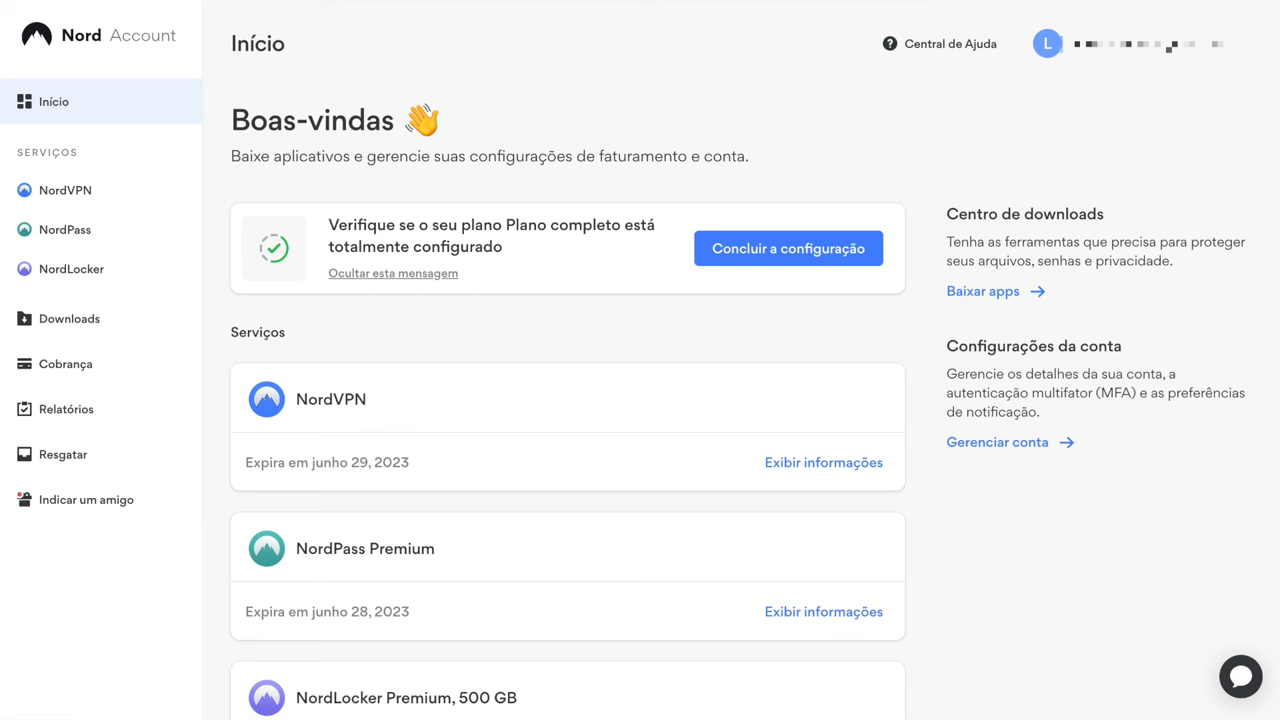 Nord Account
Início
SERVIÇOS
NordVPN
NordPass
NordLocker
Downloads
Cobrança
Relatórios
Resgatar
Indicar um amigo
Início
Central de Ajuda
L
Boas-vindas
Baixe aplicativos e gerencie suas configurações de faturamento e conta.
Verifique se o seu plano Plano completo está
totalmente configurado
Ocultar esta mensagem
Concluir a configuração
Serviços
NordVPN
Expira em junho 29, 2023
Exibir informações
NordPass Premium
Expira em junho 28, 2023
Exibir informações
NordLocker Premium, 500 GB
Centro de downloads
Tenha as ferramentas que precisa para proteger
seus arquivos, senhas e privacidade.
Baixar apps
Configurações da conta
Gerencie os detalhes da sua conta, a
autenticação multifator (MFA) e as preferências
de notificação.
Gerenciar conta